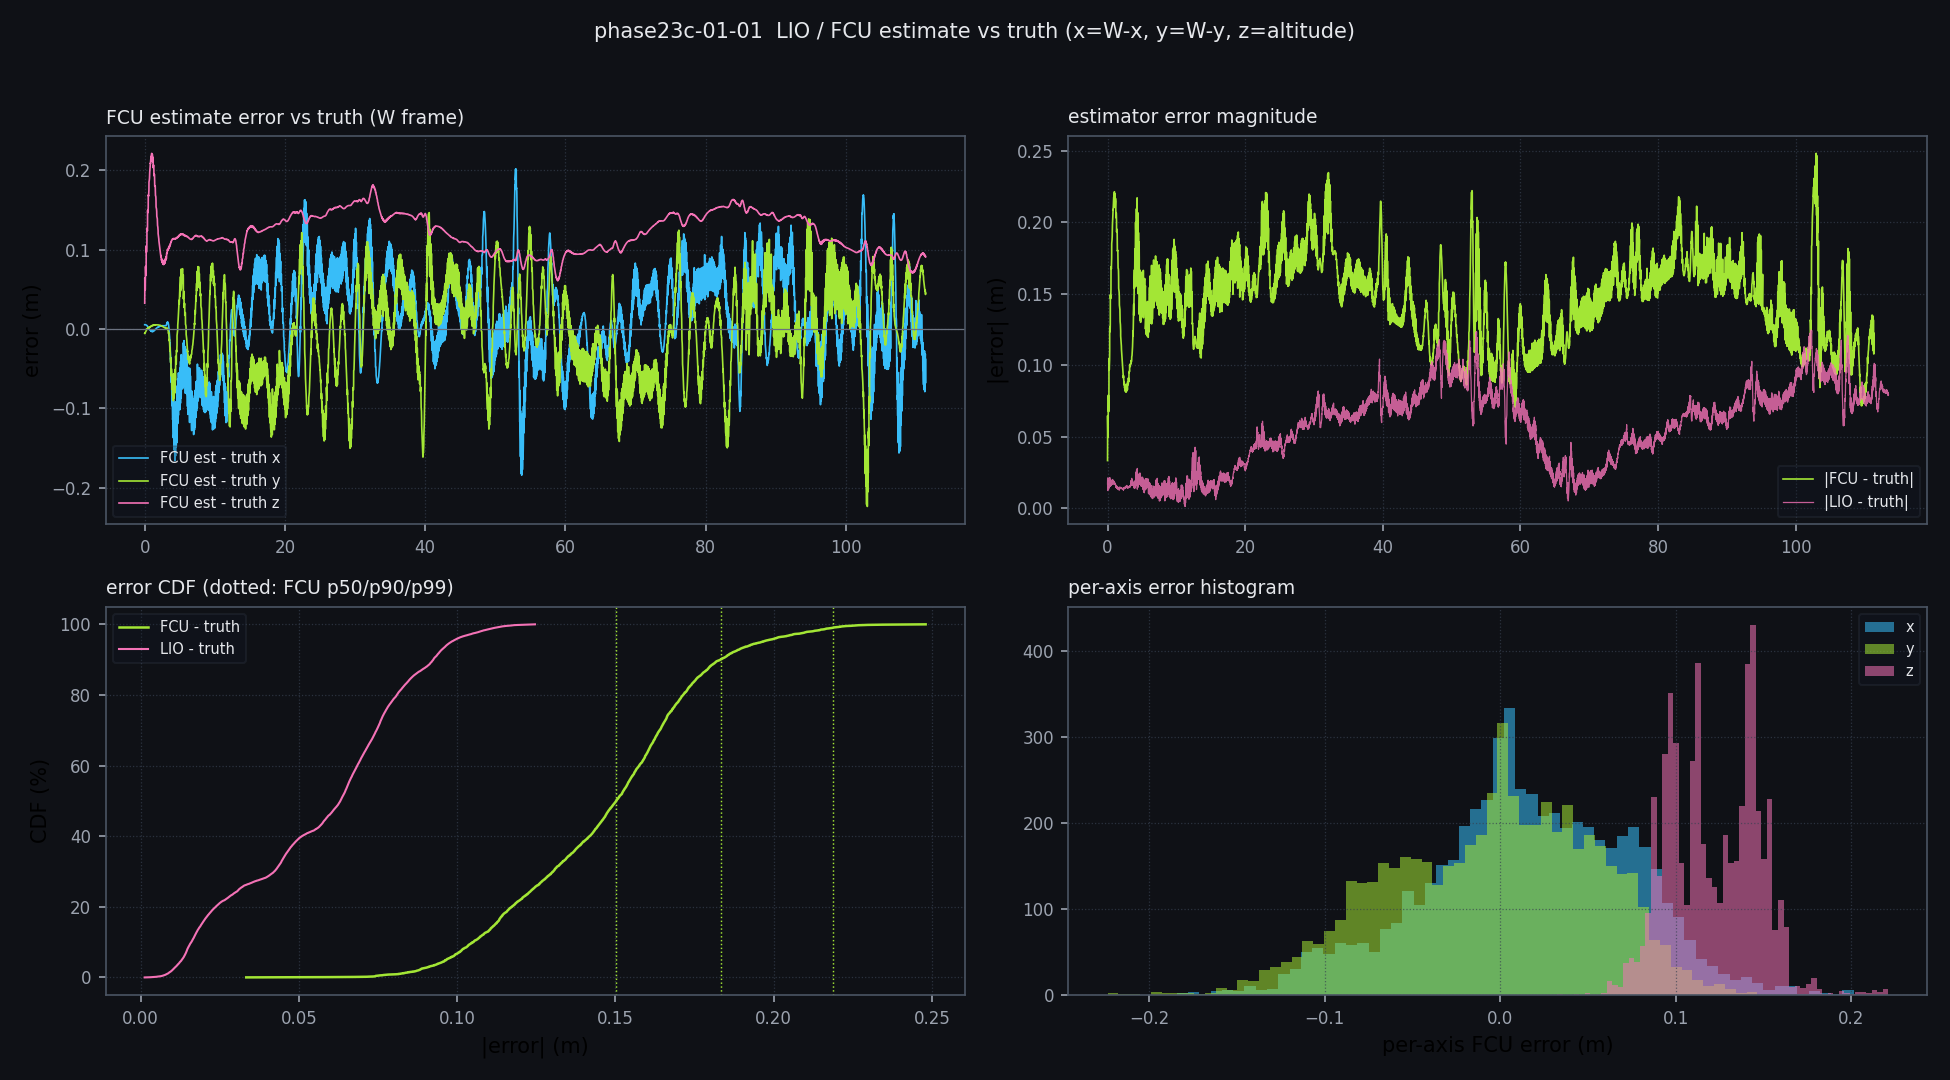 phase23c-01-01  LIO / FCU estimate vs truth (x=W-x, y=W-y, z=altitude)
FCU estimate error vs truth (W frame)
error (m)
0.2
0.1
0.0
−0.1
−0.2
FCU est - truth x
FCU est - truth y
FCU est - truth z
0 20 40 60 80 100
estimator error magnitude
|error| (m)
0.25
0.20
0.15
0.10
0.05
0.00
|FCU - truth|
|LIO - truth|
0 20 40 60 80 100
error CDF (dotted: FCU p50/p90/p99)
CDF (%)
100
80
60
40
20
0
FCU - truth
LIO - truth
0.00 0.05 0.10 0.15 0.20 0.25
|error| (m)
per-axis error histogram
400
300
200
100
0
x
y
z
−0.2 −0.1 0.0 0.1 0.2
per-axis FCU error (m)